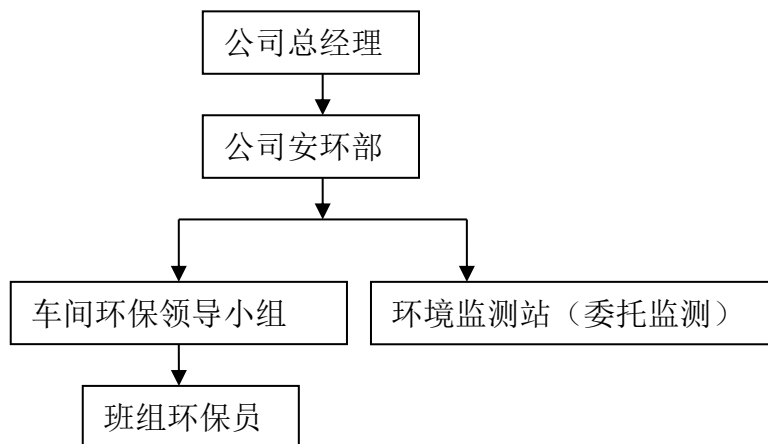 公司总经理
公司安环部
车间环保领导小组
环境监测站（委托监测）
班组环保员